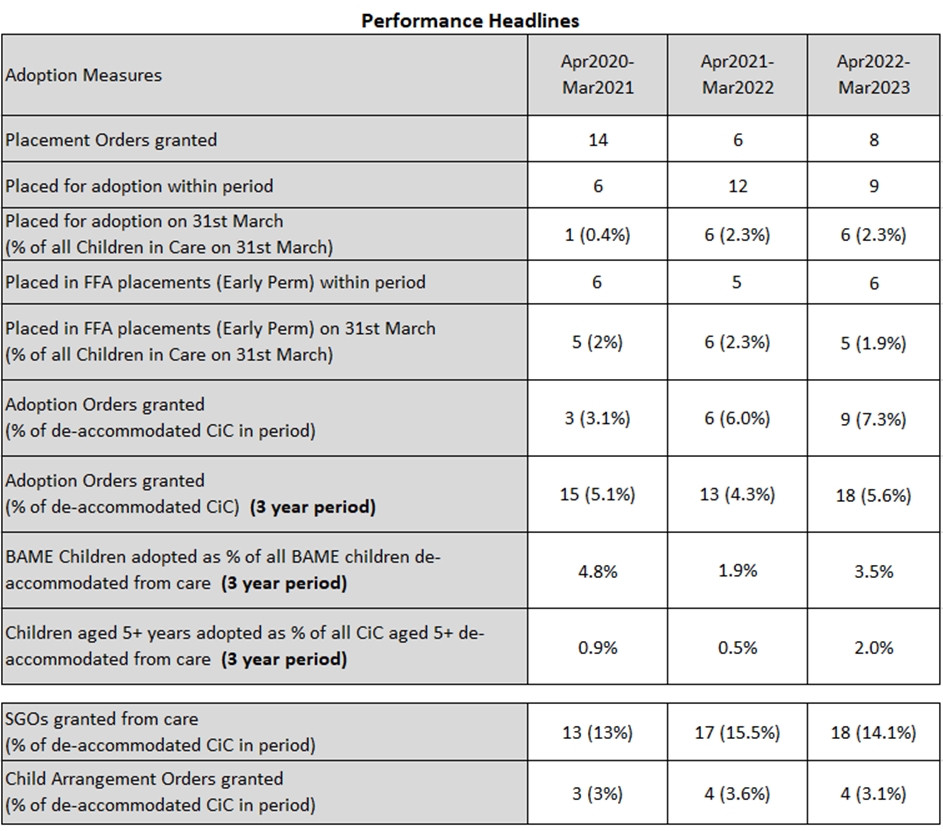 Performance Headlines
Adoption Measures
Apr2020-
Mar2021
Apr2021-
Mar2022
Apr2022-
Mar2023
Placement Orders granted
14
6
8
Placed for adoption within period
6
12
9
Placed for adoption on 31st March
(% of all Children in Care on 31st March)
1 (0.4%)
6 (2.3%)
6 (2.3%)
Placed in FFA placements (Early Perm) within period
6
5
6
Placed in FFA placements (Early Perm) on 31st March
(% of all Children in Care on 31st March)
5 (2%)
6 (2.3%)
5 (1.9%)
Adoption Orders granted
(% of de-accommodated CiC in period)
3 (3.1%)
6 (6.0%)
9 (7.3%)
Adoption Orders granted
(% of de-accommodated CiC) (3 year period)
15 (5.1%)
13 (4.3%)
18 (5.6%)
BAME Children adopted as % of all BAME children de-
accommodated from care (3 year period)
4.8%
1.9%
3.5%
Children aged 5+ years adopted as % of all CiC aged 5+ de-
accommodated from care (3 year period)
0.9%
0.5%
2.0%
SGOs granted from care
(% of de-accommodated CiC in period)
13 (13%)
17 (15.5%)
18 (14.1%)
Child Arrangement Orders granted
(% of de-accommodated CiC in period)
3 (3%)
4 (3.6%)
4 (3.1%)